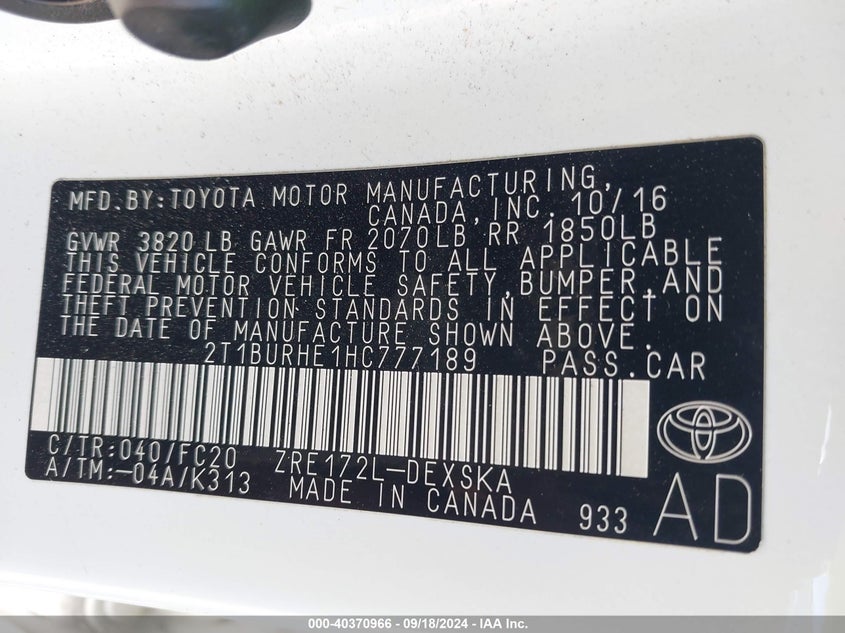 MFD. BY: TOYOTA MOTOR MANUFACTURING,
CANADA, INC. 10/16
GVWR 3820 LB GAWR FR 2070LB RR 1850LB
THIS VEHICLE CONFORMS TO ALL APPLICABLE
FEDERAL MOTOR VEHICLE SAFETY, BUMPER, AND
THEFT PREVENTION STANDARDS IN EFFECT ON
THE DATE OF MANUFACTURE SHOWN ABOVE.
2T1BURHE1HC777189 PASS. CAR
C/TR: 040/FC20 ZRE172L-DEXSKA
A/TM: -04A/K313 MADE IN CANADA 933 AD
000-40370966 - 09/18/2024 - IAA Inc.